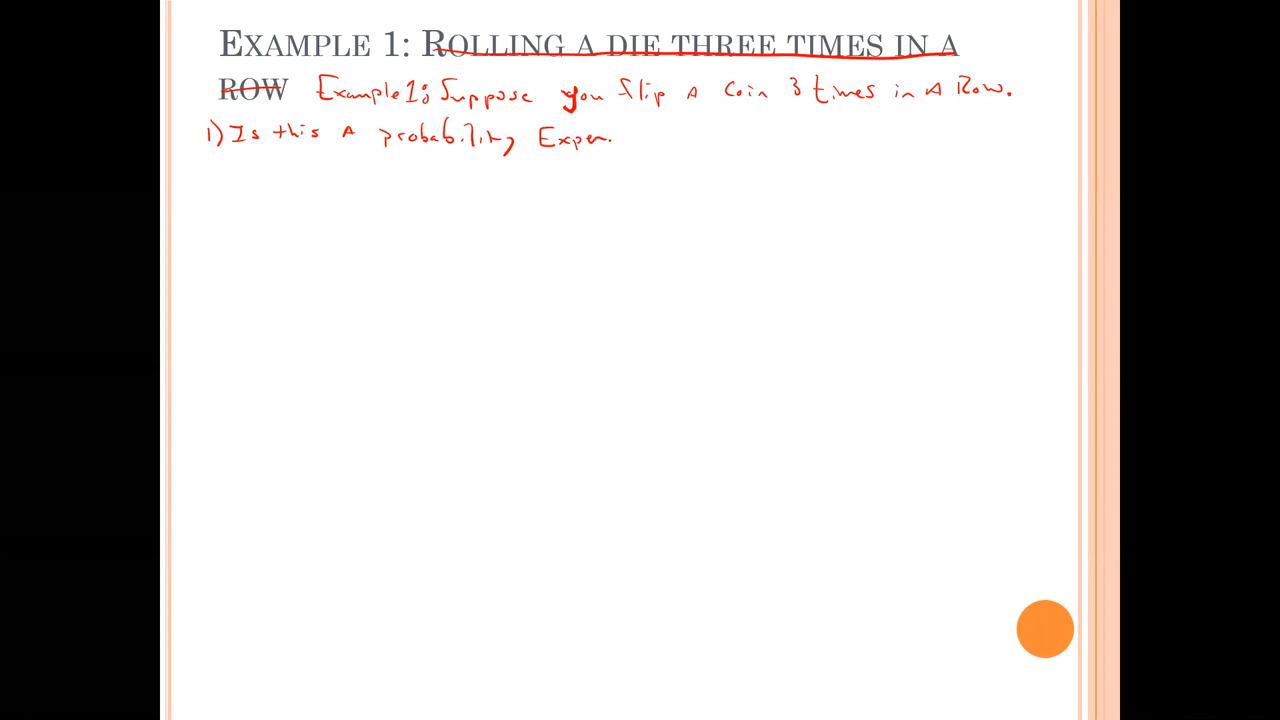 EXAMPLE 1: ROLLING A DIE THREE TIMES IN A
ROW Example 1: Suppose you flip A Coin 3 times in A Row.
1) Is this A probability Exper.